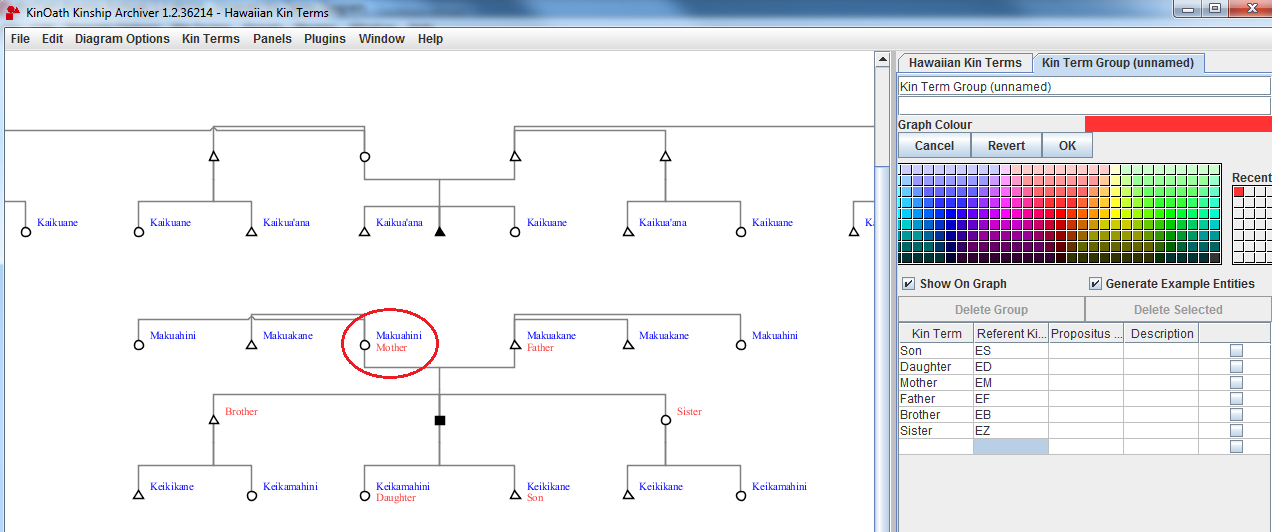 KinOath Kinship Archiver 1.2.36214 - Hawaiian Kin Terms
File Edit Diagram Options Kin Terms Panels Plugins Window Help
Hawaiian Kin Terms Kin Term Group (unnamed)
Kin Term Group (unnamed)
Graph Colour
Cancel Revert OK
Recent
Show On Graph Generate Example Entities
Delete Group Delete Selected
Kin Term Referent Ki... Propositus ... Description
Son ES
Daughter ED
Mother EM
Father EF
Brother EB
Sister EZ
Kaikuane Kaikuane Kaikua'ana Kaikua'ana Kaikuane Kaikua'ana Kaikuane Ka
Makuahini Makuakane Makuahini Makuakane Makuakane Makuahini
Mother Father
Brother Sister
Keikikane Keikamahini Keikamahini Keikikane Keikikane Keikamahini
Daughter Son